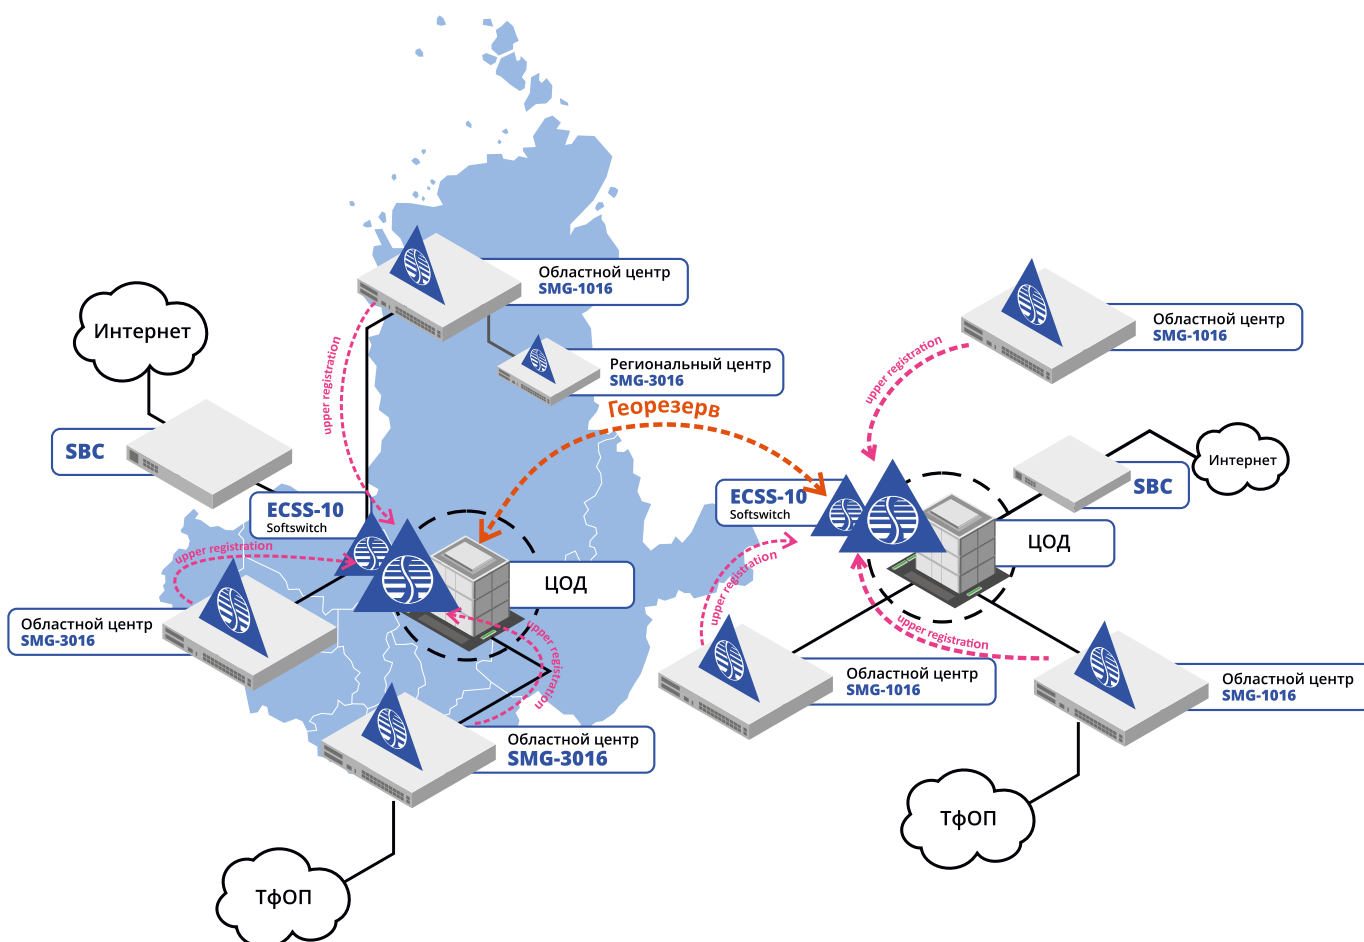 Областной центр
SMG-1016
Интернет
upper registration
Региональный центр
SMG-3016
Георезерв
SBC
ECSS-10
Softswitch
upper registration
ЦОД
Областной центр
SMG-3016
upper registration
Областной центр
SMG-3016
ТфОП
Областной центр
SMG-1016
upper registration
Интернет
SBC
ECSS-10
Softswitch
ЦОД
upper registration
upper registration
Областной центр
SMG-1016
Областной центр
SMG-1016
ТфОП